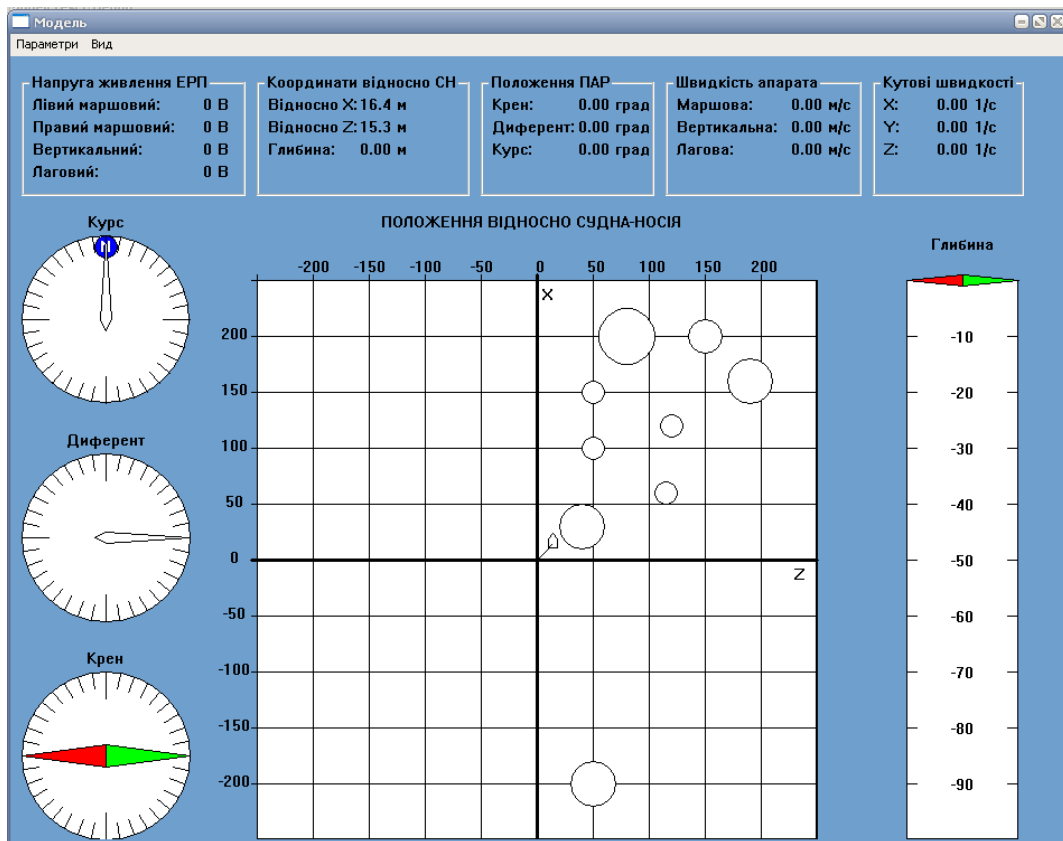 Модель
Параметри Вид
Напруга живлення ЕРП
Лівий маршовий: 0 В
Правий маршовий: 0 В
Вертикальний: 0 В
Лаговий: 0 В
Координати відносно СН
Відносно X: 16.4 м
Відносно Z: 15.3 м
Глибина: 0.00 м
Положення ПАР
Крен: 0.00 град
Диферент: 0.00 град
Курс: 0.00 град
Швидкість апарата
Маршова: 0.00 м/с
Вертикальна: 0.00 м/с
Лагова: 0.00 м/с
Кутові швидкості
X: 0.00 1/с
Y: 0.00 1/с
Z: 0.00 1/с
Курс
N
Диферент
Крен
ПОЛОЖЕННЯ ВІДНОСНО СУДНА-НОСІЯ
-200 -150 -100 -50 0 50 100 150 200
X
200
150
100
50
0
Z
-50
-100
-150
-200
Глибина
-10
-20
-30
-40
-50
-60
-70
-80
-90